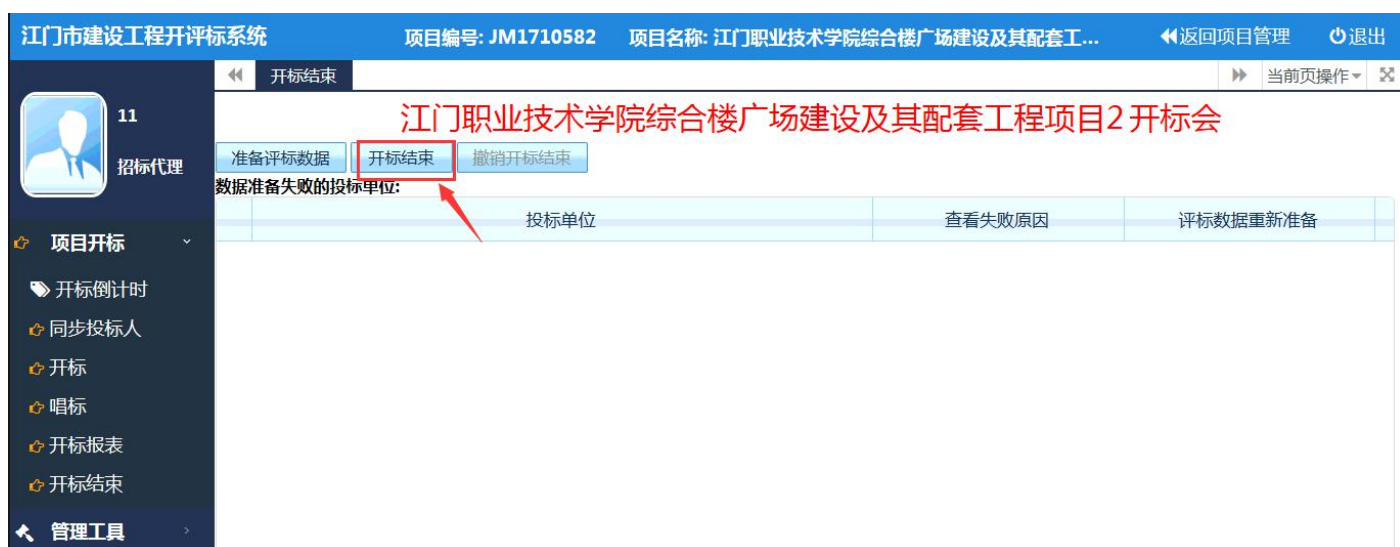 江门市建设工程开评标系统 项目编号: JM1710582 项目名称: 江门职业技术学院综合楼广场建设及其配套工... 返回项目管理 退出
开标结束 当前页操作
11
招标代理
江门职业技术学院综合楼广场建设及其配套工程项目2 开标会
准备评标数据 开标结束 撤销开标结束
数据准备失败的投标单位:
投标单位 查看失败原因 评标数据重新准备
项目开标
开标倒计时
同步投标人
开标
唱标
开标报表
开标结束
管理工具